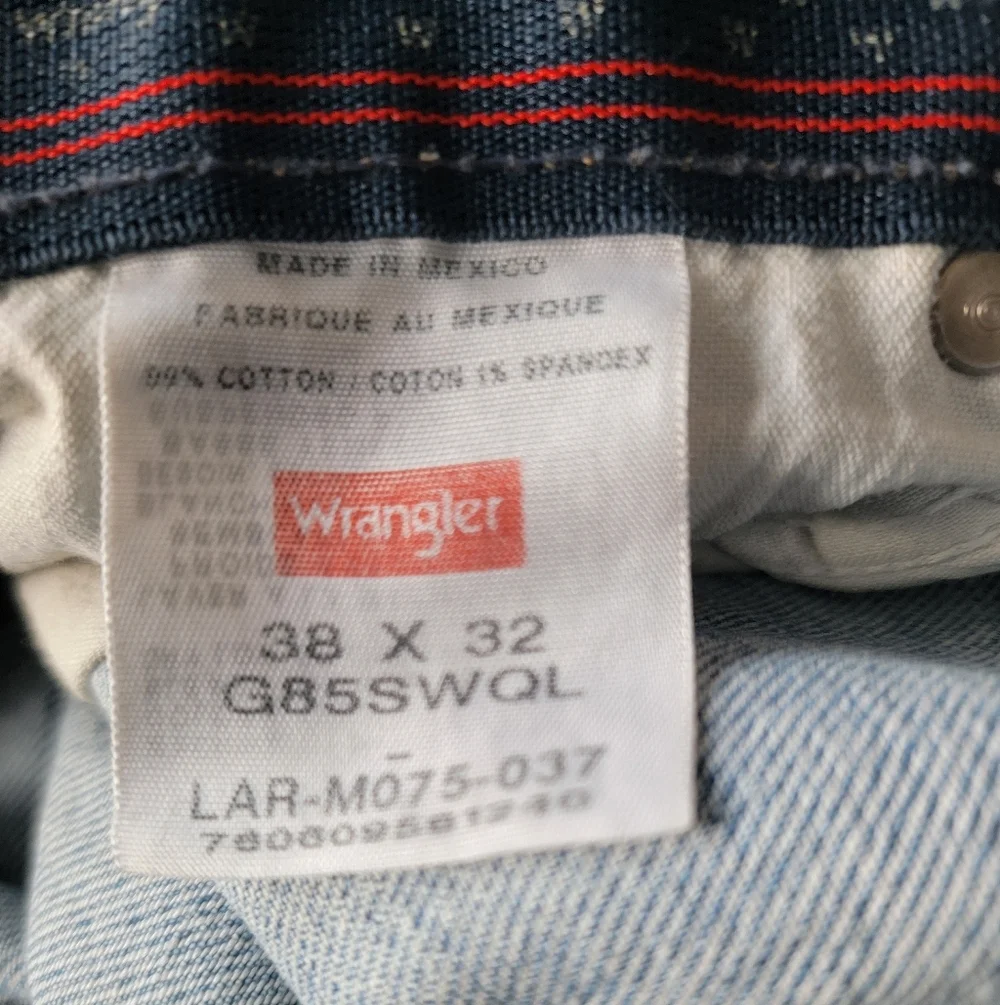 MADE IN MEXICO
FABRIQUE AU MEXIQUE
99% COTTON / COTON 1% SPANDEX
Wrangler
38 X 32
G85SWQL
LAR-M075-037